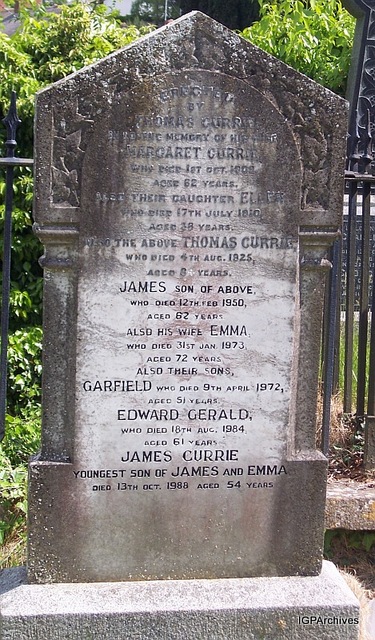 ERECTED
BY
THOMAS CURRIE
IN LOVING MEMORY OF HIS WIFE
MARGARET CURRIE
WHO DIED 1ST OCT.
AGED 62 YEARS.
ALSO THEIR DAUGHTER ELLEN
WHO DIED 17TH JULY
AGED 38 YEARS.
ALSO THE ABOVE THOMAS CURRIE
WHO DIED 4TH AUG. 1925,
AGED YEARS.
JAMES SON OF ABOVE,
WHO DIED 12TH FEB 1950,
AGED 62 YEARS
ALSO HIS WIFE EMMA,
WHO DIED 31ST JAN. 1973,
AGED 72 YEARS
ALSO THEIR SONS,
GARFIELD WHO DIED 9TH APRIL 1972,
AGED 51 YEARS.
EDWARD GERALD,
WHO DIED 18TH AUG. 1984,
AGED 61 YEARS
JAMES CURRIE
YOUNGEST SON OF JAMES AND EMMA
DIED 13TH OCT. 1988 AGED 54 YEARS
IGPArchives